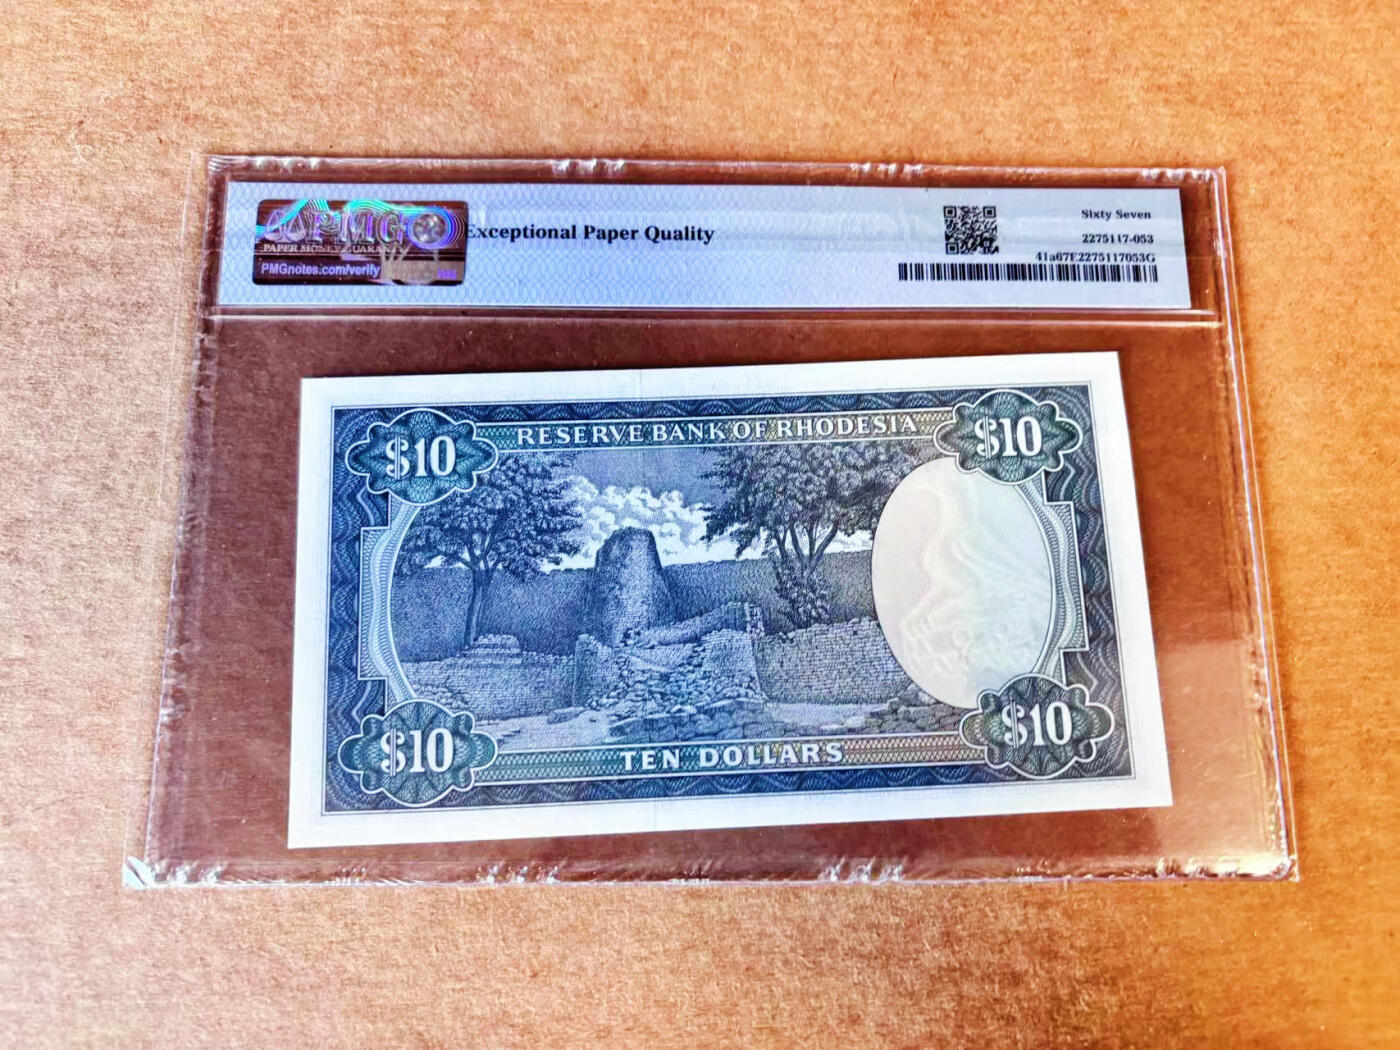 PMG
PAPER MONEY GUARANTY
PMGnotes.com/verify
Exceptional Paper Quality
Sixty Seven
2275117-053
41a67E2275117053G
RESERVE BANK OF RHODESIA
$10
$10
$10
TEN DOLLARS
$10